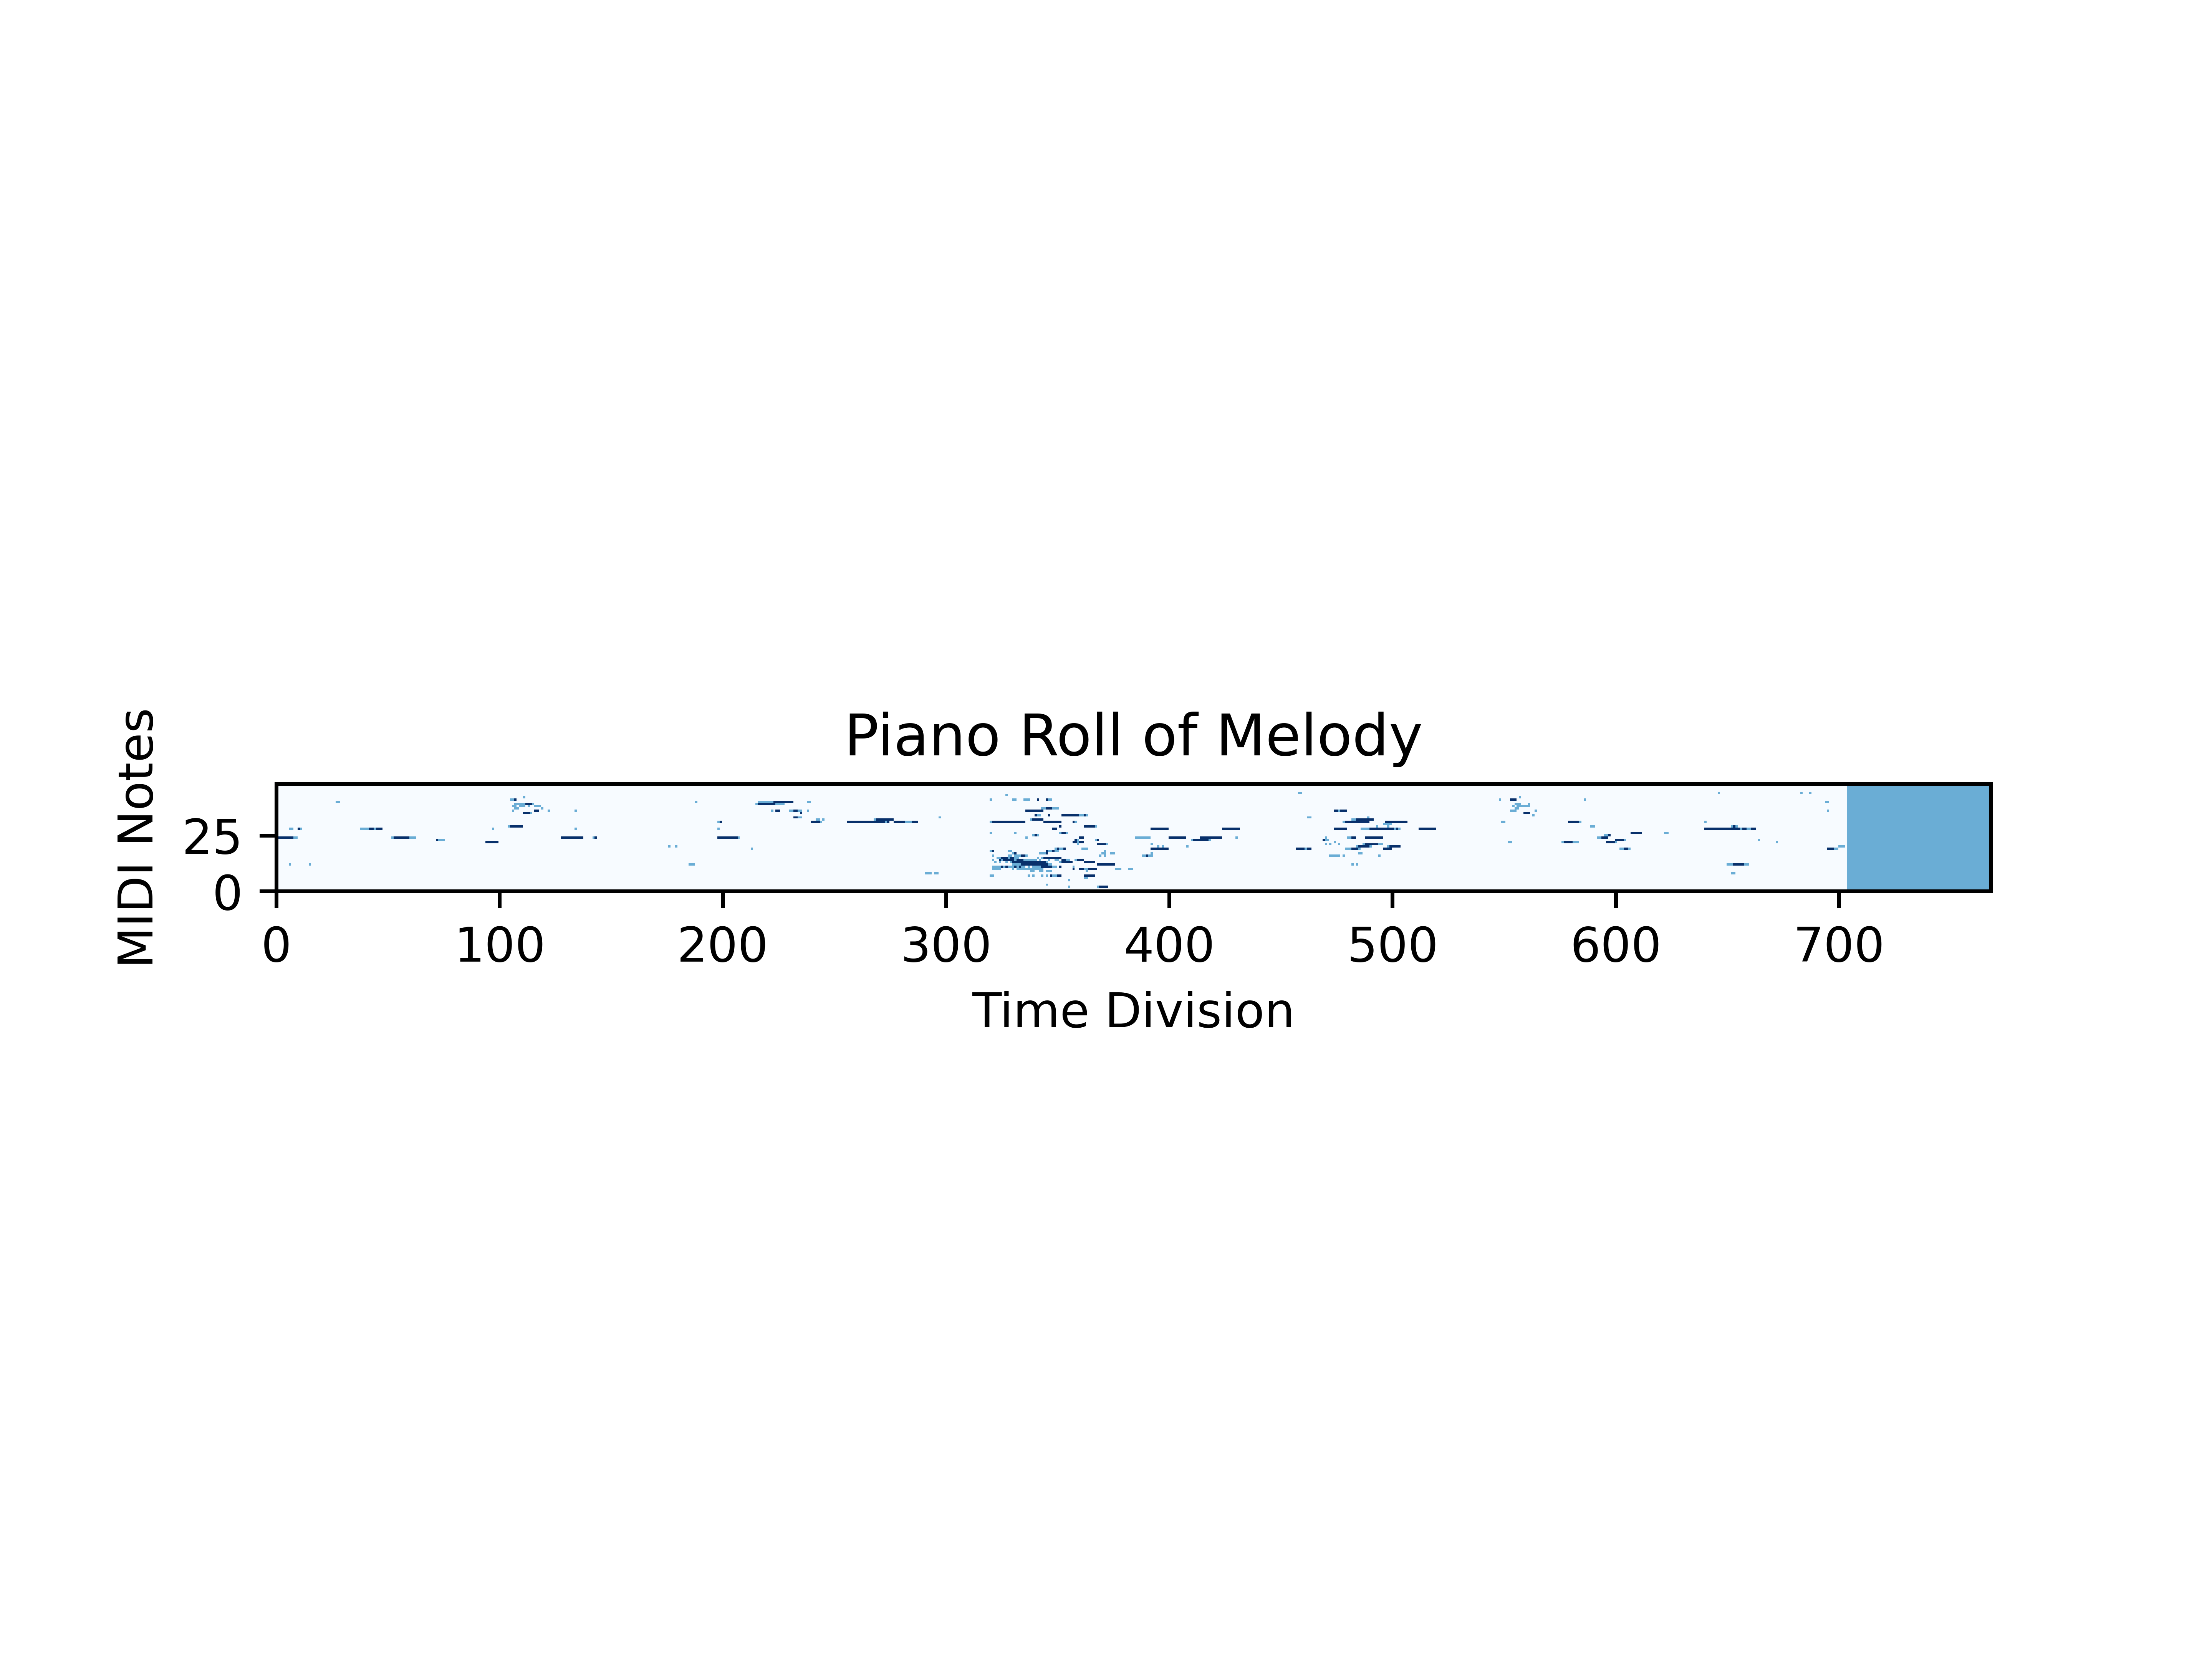 Piano Roll of Melody
MIDI Notes
25
0
0 100 200 300 400 500 600 700
Time Division